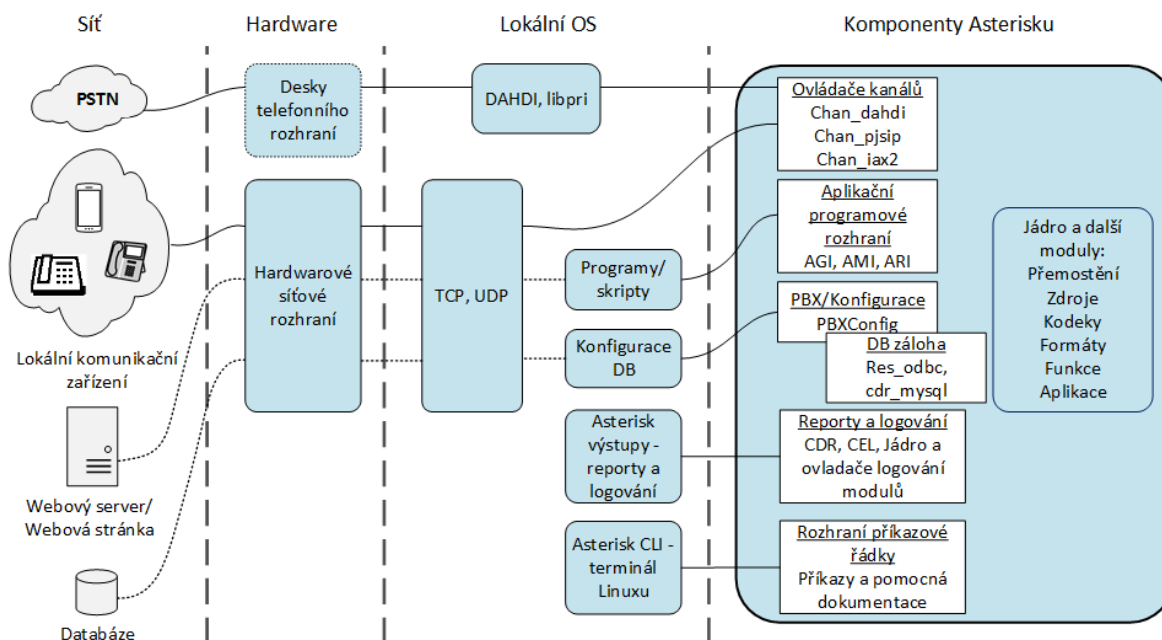 Síť
Hardware
Lokální OS
Komponenty Asterisku
PSTN
Desky
telefonního
rozhraní
DAHDI, libpri
Ovládače kanálů
Chan_dahdi
Chan_pjsip
Chan_iax2
Lokální komunikační
zařízení
Hardwarové
síťové
rozhraní
TCP, UDP
Programy/
skripty
Aplikační
programové
rozhraní
AGI, AMI, ARI
Konfigurace
DB
PBX/Konfigurace
PBXConfig
DB záloha
Res_odbc,
cdr_mysql
Jádro a další
moduly:
Přemostění
Zdroje
Kodeky
Formáty
Funkce
Aplikace
Webový server/
Webová stránka
Asterisk
výstupy -
reporty a
logování
Reporty a logování
CDR, CEL, Jádro a
ovladače logování
modulů
Databáze
Asterisk CLI -
terminál
Linuxu
Rozhraní příkazové
řádky
Příkazy a pomocná
dokumentace